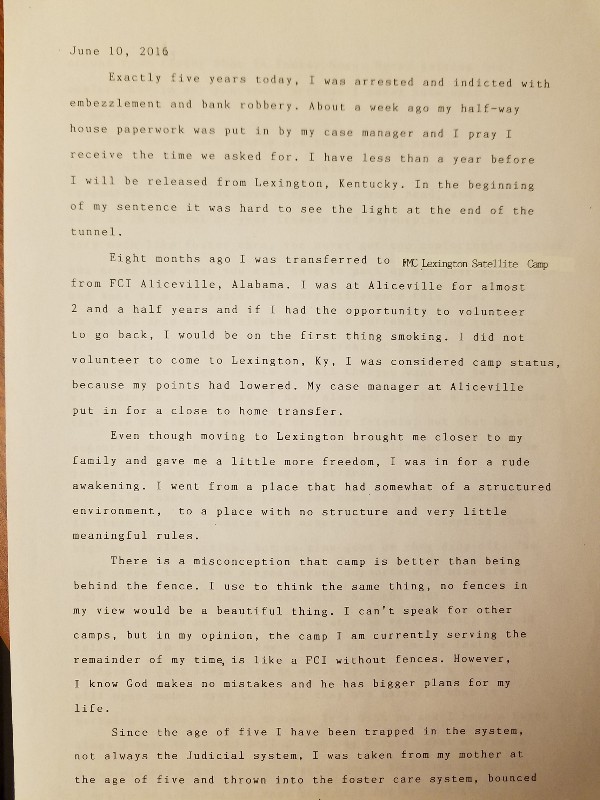 June 10, 2016
Exactly five years today, I was arrested and indicted with
embezzlement and bank robbery. About a week ago my half-way
house paperwork was put in by my case manager and I pray I
receive the time we asked for. I have less than a year before
I will be released from Lexington, Kentucky. In the beginning
of my sentence it was hard to see the light at the end of the
tunnel.
Eight months ago I was transferred to FMC Lexington Satellite Camp
from FCI Aliceville, Alabama. I was at Aliceville for almost
2 and a half years and if I had the opportunity to volunteer
to go back, I would be on the first thing smoking. I did not
volunteer to come to Lexington, Ky, I was considered camp status,
because my points had lowered. My case manager at Aliceville
put in for a close to home transfer.
Even though moving to Lexington brought me closer to my
family and gave me a little more freedom, I was in for a rude
awakening. I went from a place that had somewhat of a structured
environment, to a place with no structure and very little
meaningful rules.
There is a misconception that camp is better than being
behind the fence. I use to think the same thing, no fences in
my view would be a beautiful thing. I can't speak for other
camps, but in my opinion, the camp I am currently serving the
remainder of my time, is like a FCI without fences. However,
I know God makes no mistakes and he has bigger plans for my
life.
Since the age of five I have been trapped in the system,
not always the Judicial system, I was taken from my mother at
the age of five and thrown into the foster care system, bounced